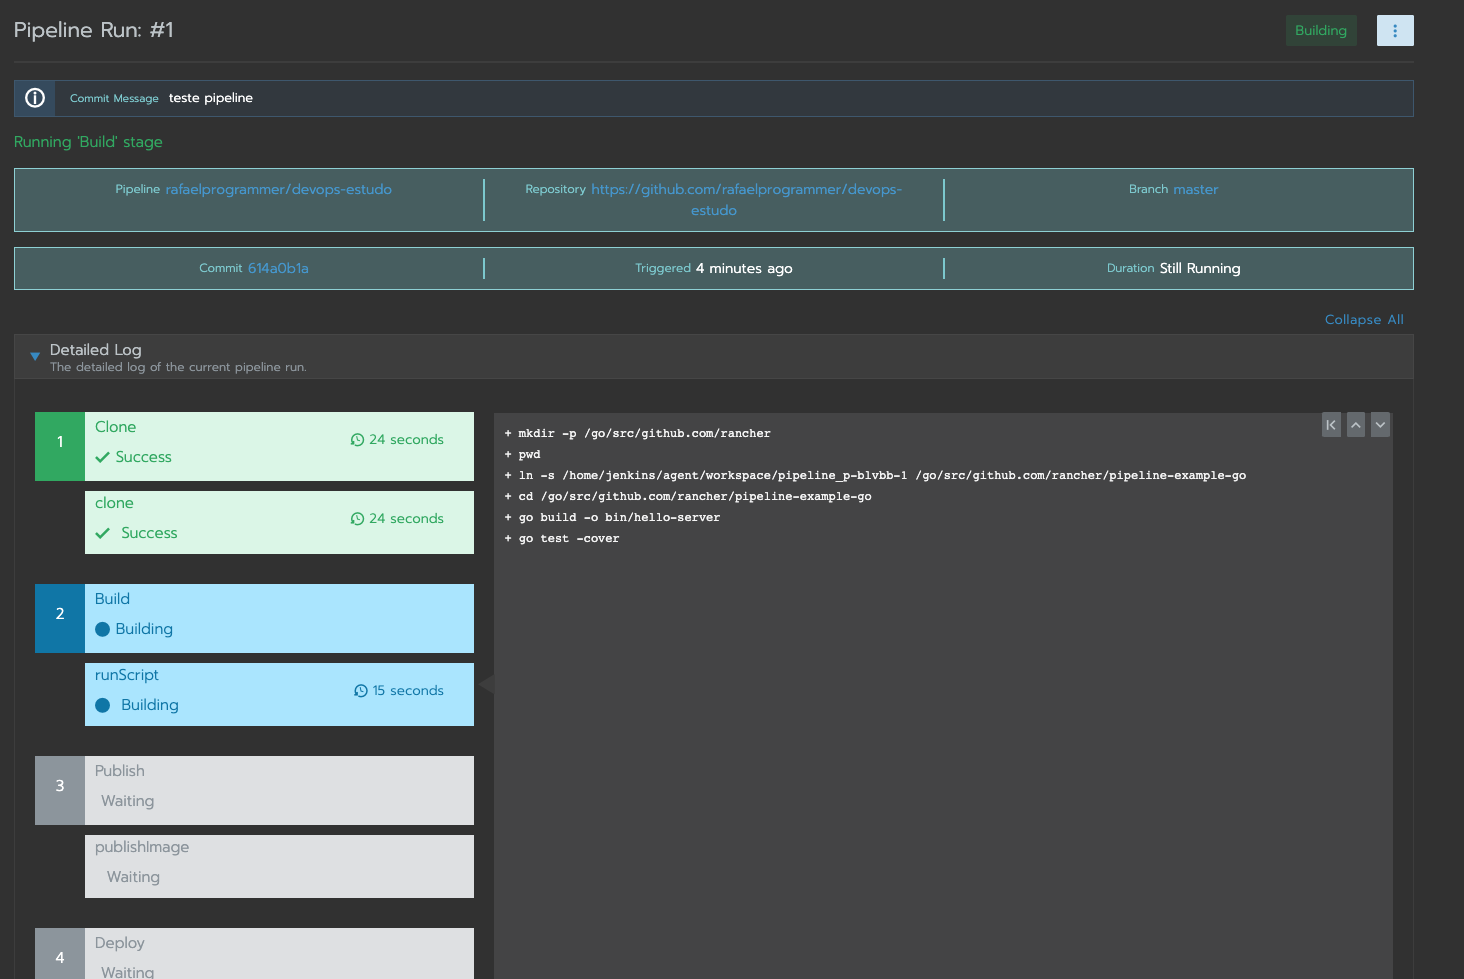 Pipeline Run: #1
Building
Commit Message teste pipeline
Running 'Build' stage
Pipeline rafaelprogrammer/devops-estudo
Repository https://github.com/rafaelprogrammer/devops-
estudo
Branch master
Commit 614a0b1a
Triggered 4 minutes ago
Duration Still Running
Collapse All
Detailed Log
The detailed log of the current pipeline run.
1
Clone
Success
24 seconds
clone
Success
24 seconds
2
Build
Building
runScript
Building
15 seconds
3
Publish
Waiting
publishImage
Waiting
4
Deploy
Waiting
+ mkdir -p /go/src/github.com/rancher
+ pwd
+ ln -s /home/jenkins/agent/workspace/pipeline_p-blvbb-1 /go/src/github.com/rancher/pipeline-example-go
+ cd /go/src/github.com/rancher/pipeline-example-go
+ go build -o bin/hello-server
+ go test -cover